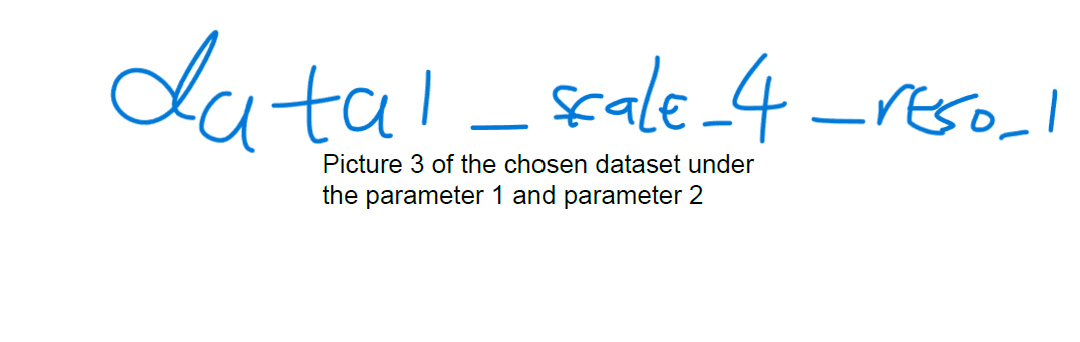 data1_scale_4_reso_1
Picture 3 of the chosen dataset under
the parameter 1 and parameter 2